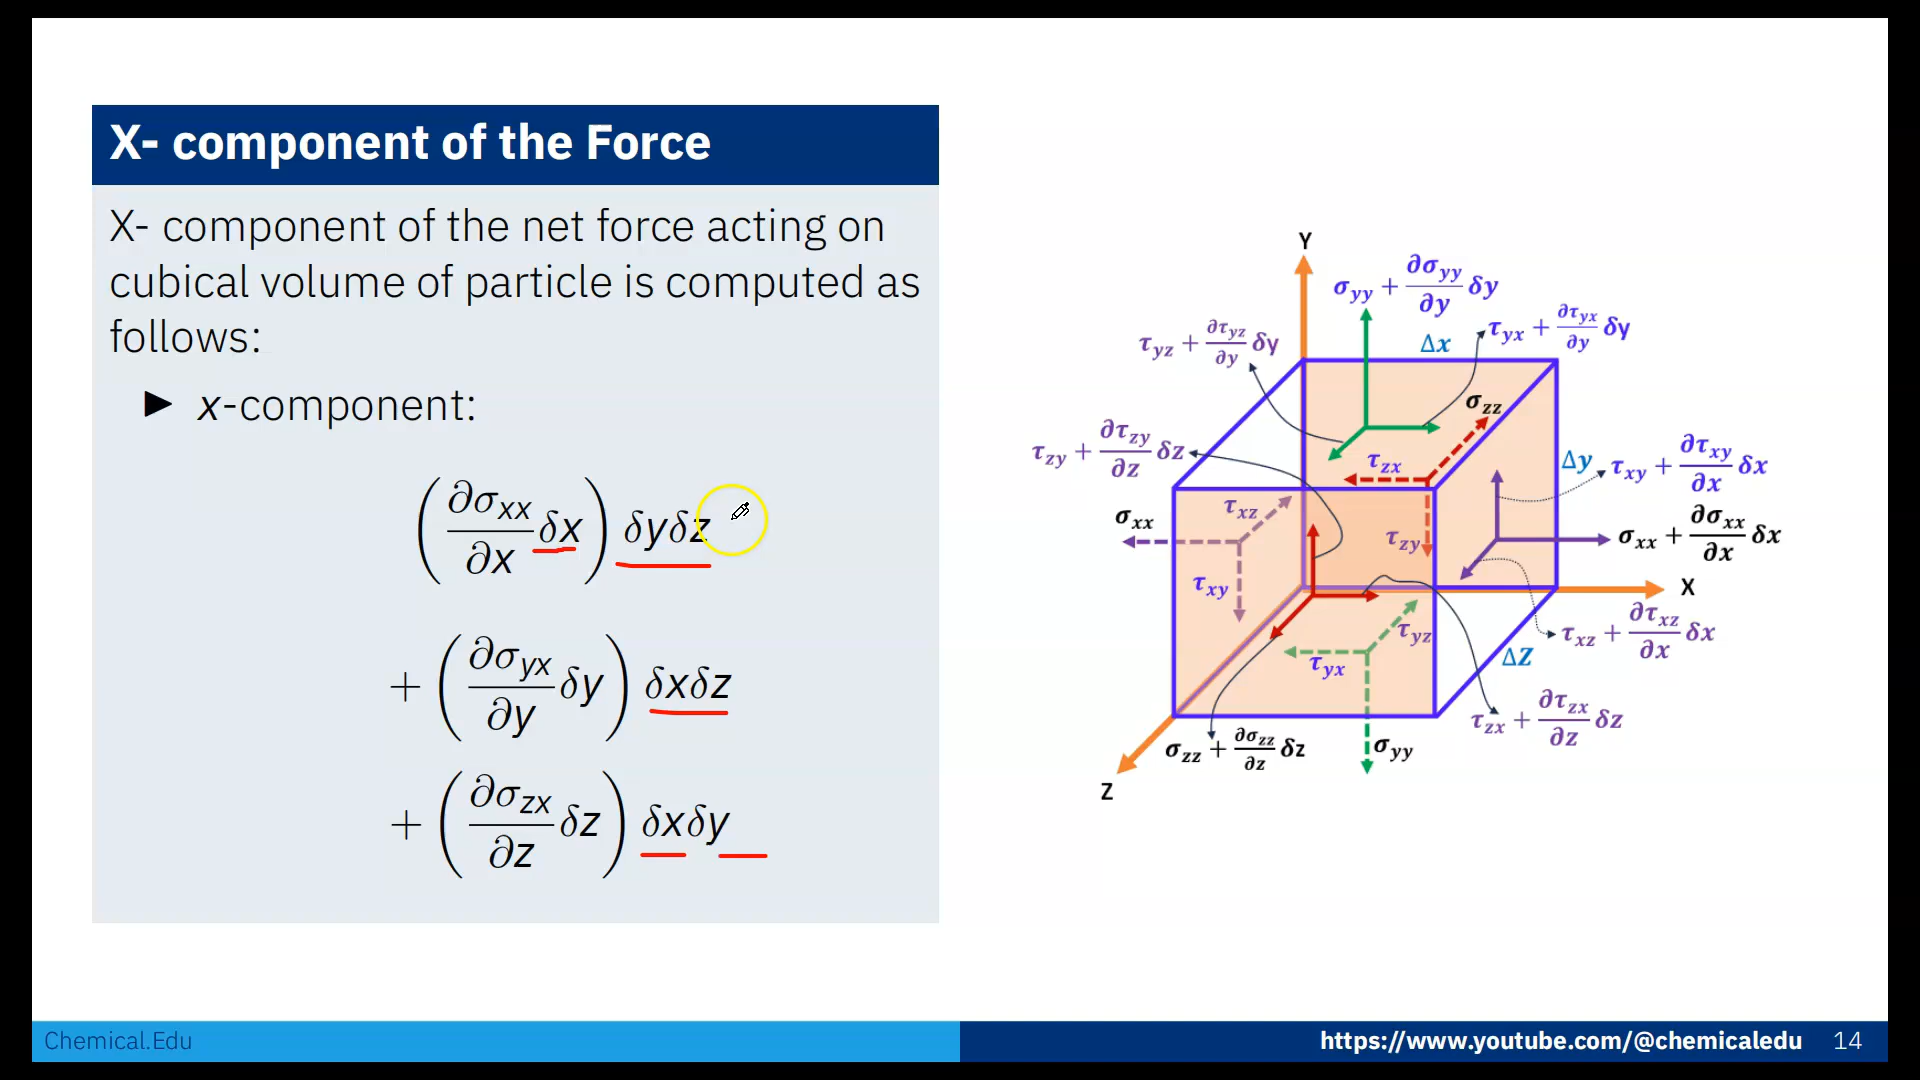 X- component of the Force
X- component of the net force acting on
cubical volume of particle is computed as
follows:
► x-component:
(∂σxx/∂x δx) δyδz
+ (∂σyx/∂y δy) δxδz
+ (∂σzx/∂z δz) δxδy
Y
σyy + ∂σyy/∂y δy
τyx + ∂τyx/∂y δy
τyz + ∂τyz/∂y δy
Δx
σzz
τzy + ∂τzy/∂z δz
τzx
Δy
τxy + ∂τxy/∂x δx
σxx
τxz
τzy
σxx + ∂σxx/∂x δx
τxy
X
τyz
τxz + ∂τxz/∂x δx
τyx
ΔZ
τzx + ∂τzx/∂z δz
σzz + ∂σzz/∂z δz
σyy
Z
Chemical.Edu
https://www.youtube.com/@chemicaledu 14